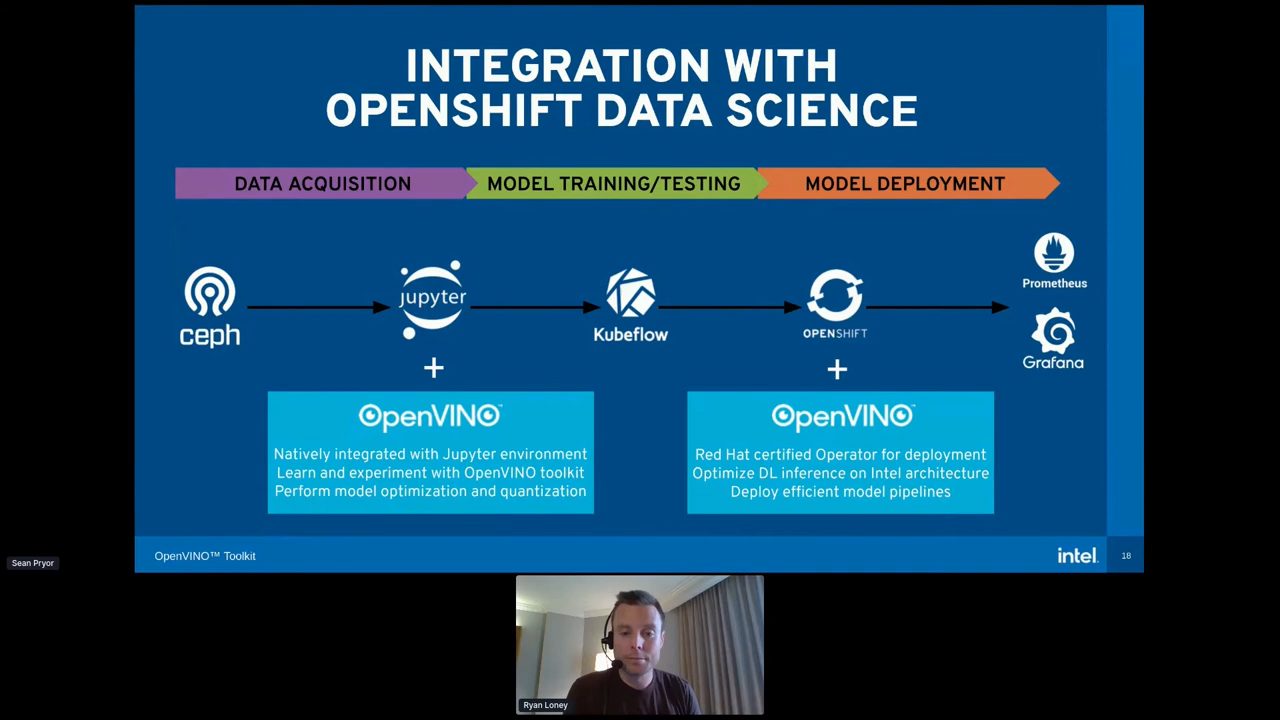 INTEGRATION WITH
OPENSHIFT DATA SCIENCE
DATA ACQUISITION
MODEL TRAINING/TESTING
MODEL DEPLOYMENT
ceph
jupyter
Kubeflow
OPENSHIFT
Prometheus
Grafana
+
+
OpenVINO™
Natively integrated with Jupyter environment
Learn and experiment with OpenVINO toolkit
Perform model optimization and quantization
OpenVINO™
Red Hat certified Operator for deployment
Optimize DL inference on Intel architecture
Deploy efficient model pipelines
OpenVINO™ Toolkit
intel.
18
Sean Pryor
Ryan Loney